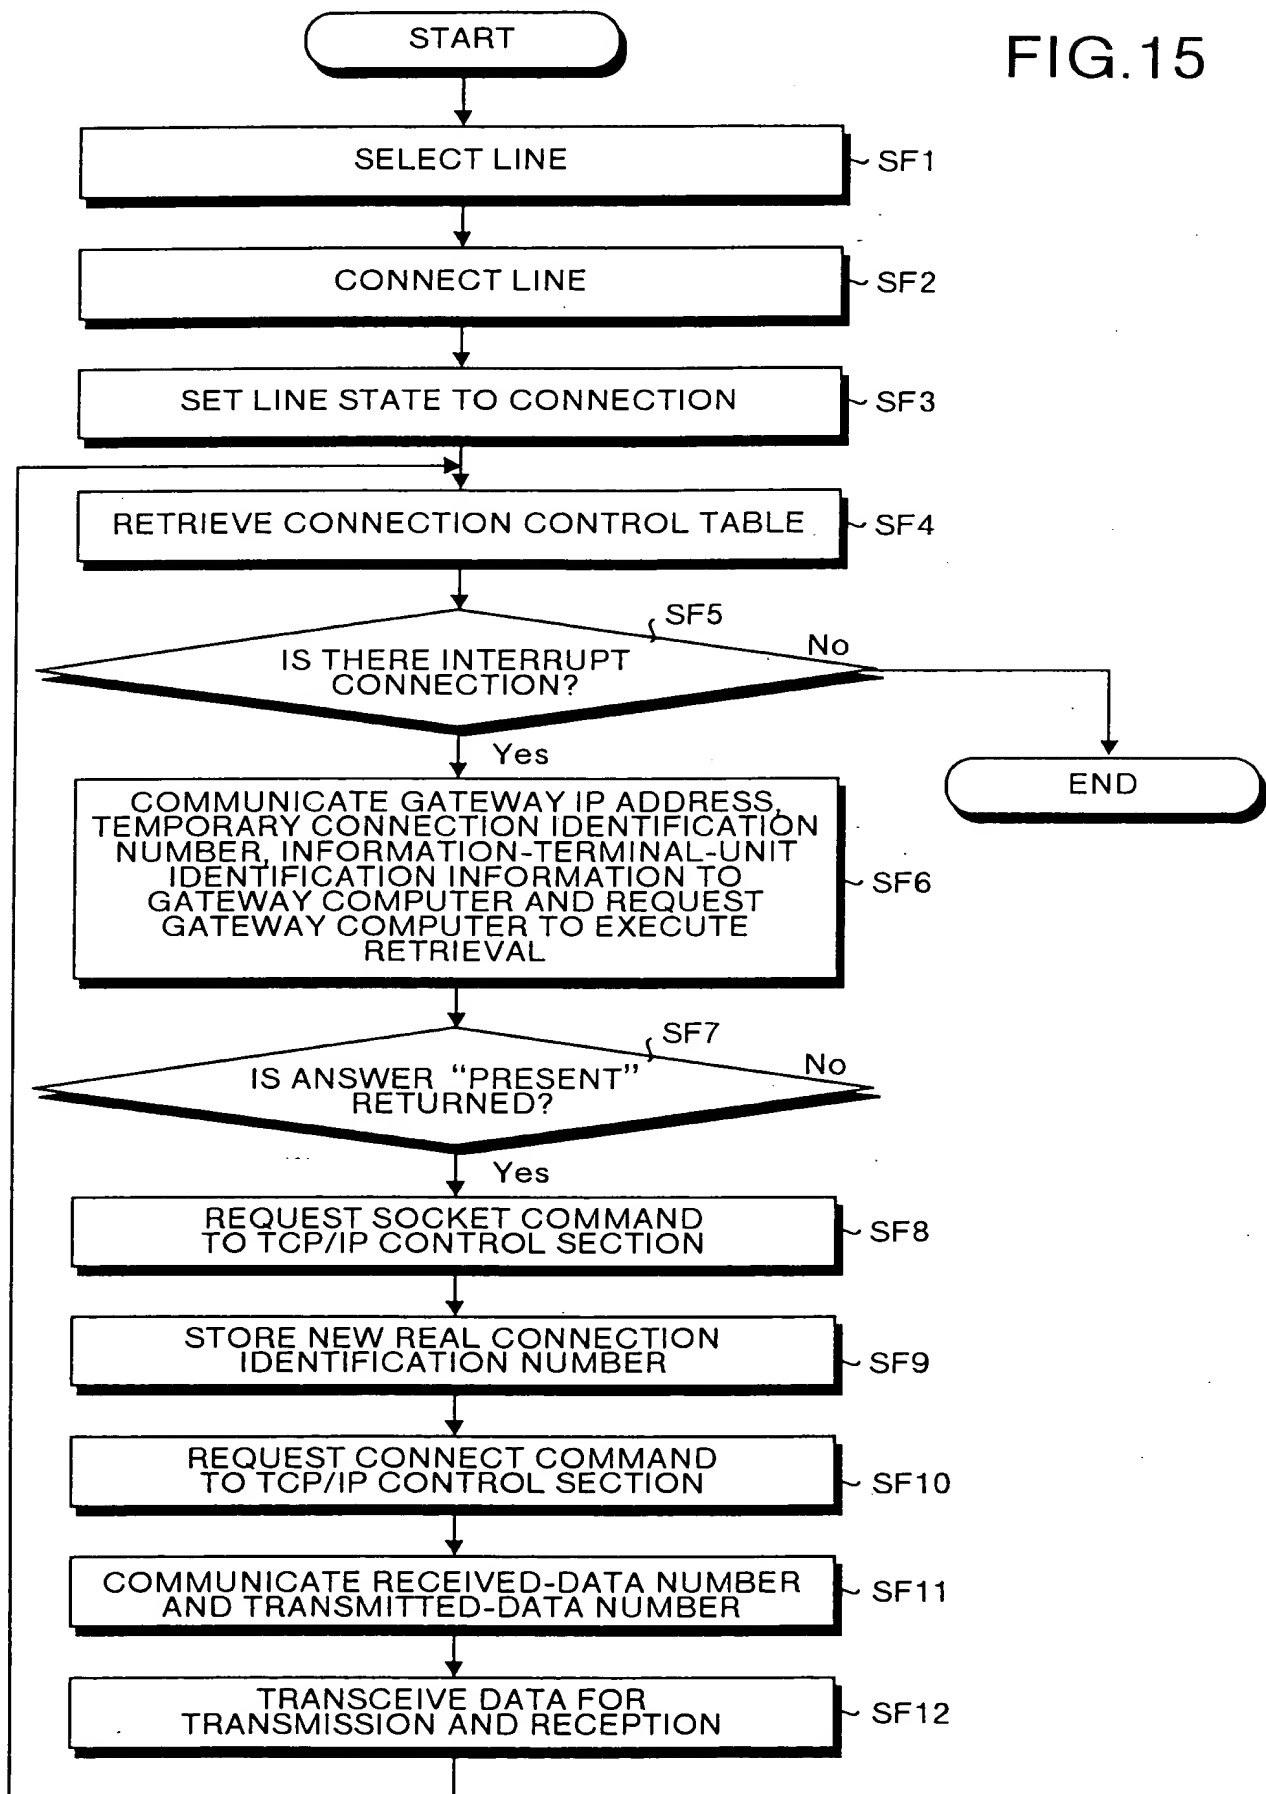 START
FIG.15
SELECT LINE
SF1
CONNECT LINE
SF2
SET LINE STATE TO CONNECTION
SF3
RETRIEVE CONNECTION CONTROL TABLE
SF4
SF5
IS THERE INTERRUPT
CONNECTION?
No
Yes
END
COMMUNICATE GATEWAY IP ADDRESS,
TEMPORARY CONNECTION IDENTIFICATION
NUMBER, INFORMATION-TERMINAL-UNIT
IDENTIFICATION INFORMATION TO
GATEWAY COMPUTER AND REQUEST
GATEWAY COMPUTER TO EXECUTE
RETRIEVAL
SF6
SF7
IS ANSWER “PRESENT”
RETURNED?
No
Yes
REQUEST SOCKET COMMAND
TO TCP/IP CONTROL SECTION
SF8
STORE NEW REAL CONNECTION
IDENTIFICATION NUMBER
SF9
REQUEST CONNECT COMMAND
TO TCP/IP CONTROL SECTION
SF10
COMMUNICATE RECEIVED-DATA NUMBER
AND TRANSMITTED-DATA NUMBER
SF11
TRANSCEIVE DATA FOR
TRANSMISSION AND RECEPTION
SF12